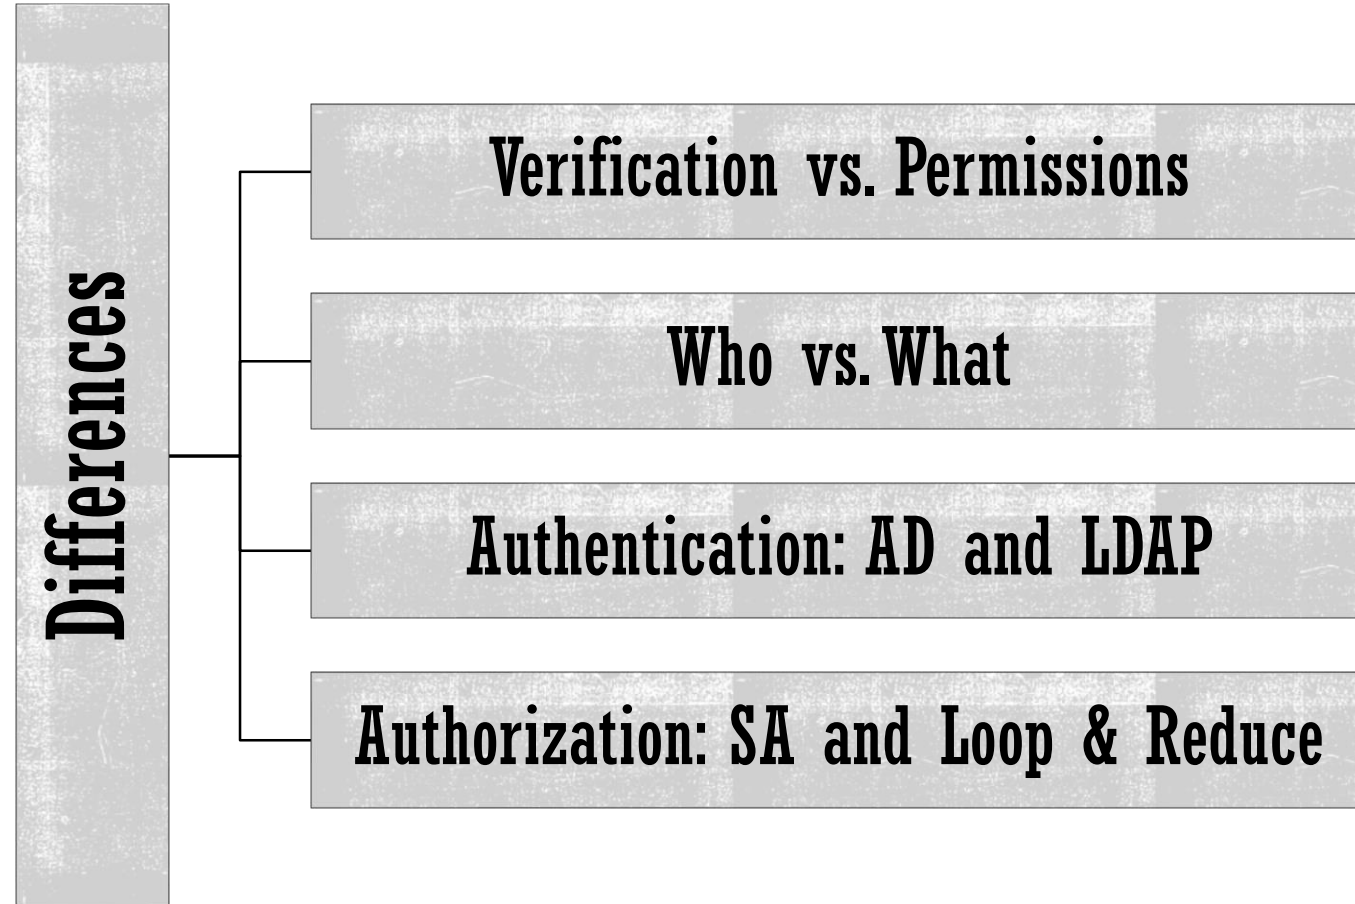 Differences
Verification vs. Permissions
Who vs. What
Authentication: AD and LDAP
Authorization: SA and Loop & Reduce